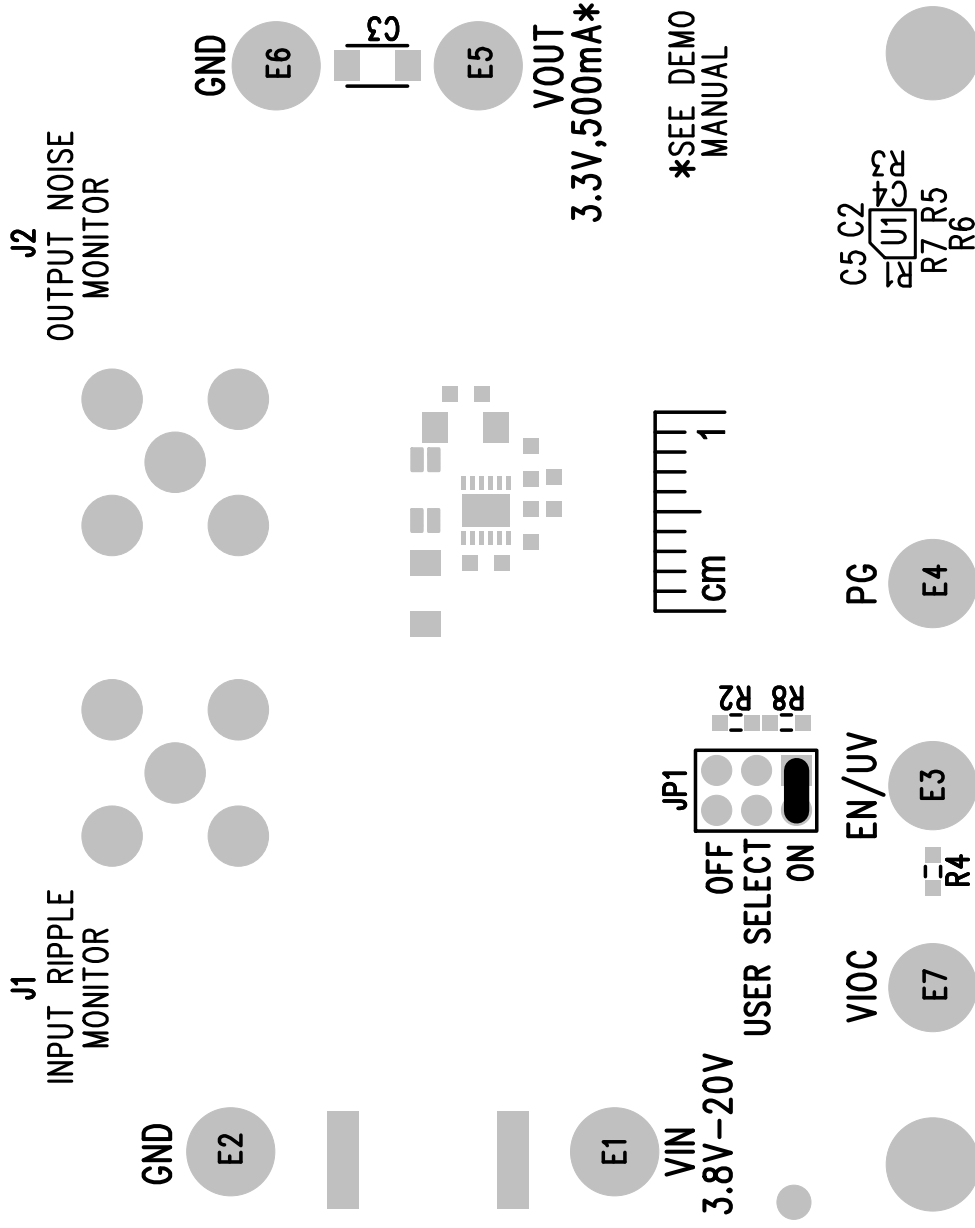 J1
INPUT RIPPLE
MONITOR
J2
OUTPUT NOISE
MONITOR
GND
E2
GND
E6
C3
E5
VOUT
3.3V,500mA*
*SEE DEMO
MANUAL
E1
VIN
3.8V-20V
cm 1
JP1
OFF
USER SELECT
ON
R2
R8
VIOC
E7
EN/UV
E3
R4
PG
E4
C5 C2
R1 U1 C4 R3
R7 R5
R6